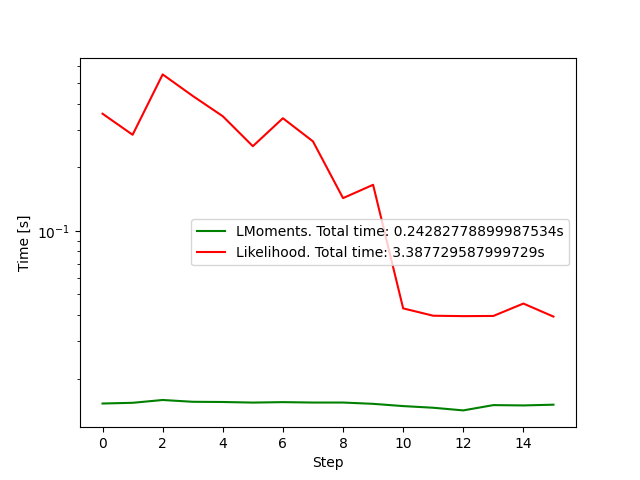 10⁻¹
Time [s]
LMoments. Total time: 0.24282778899987534s
Likelihood. Total time: 3.387729587999729s
0 2 4 6 8 10 12 14
Step